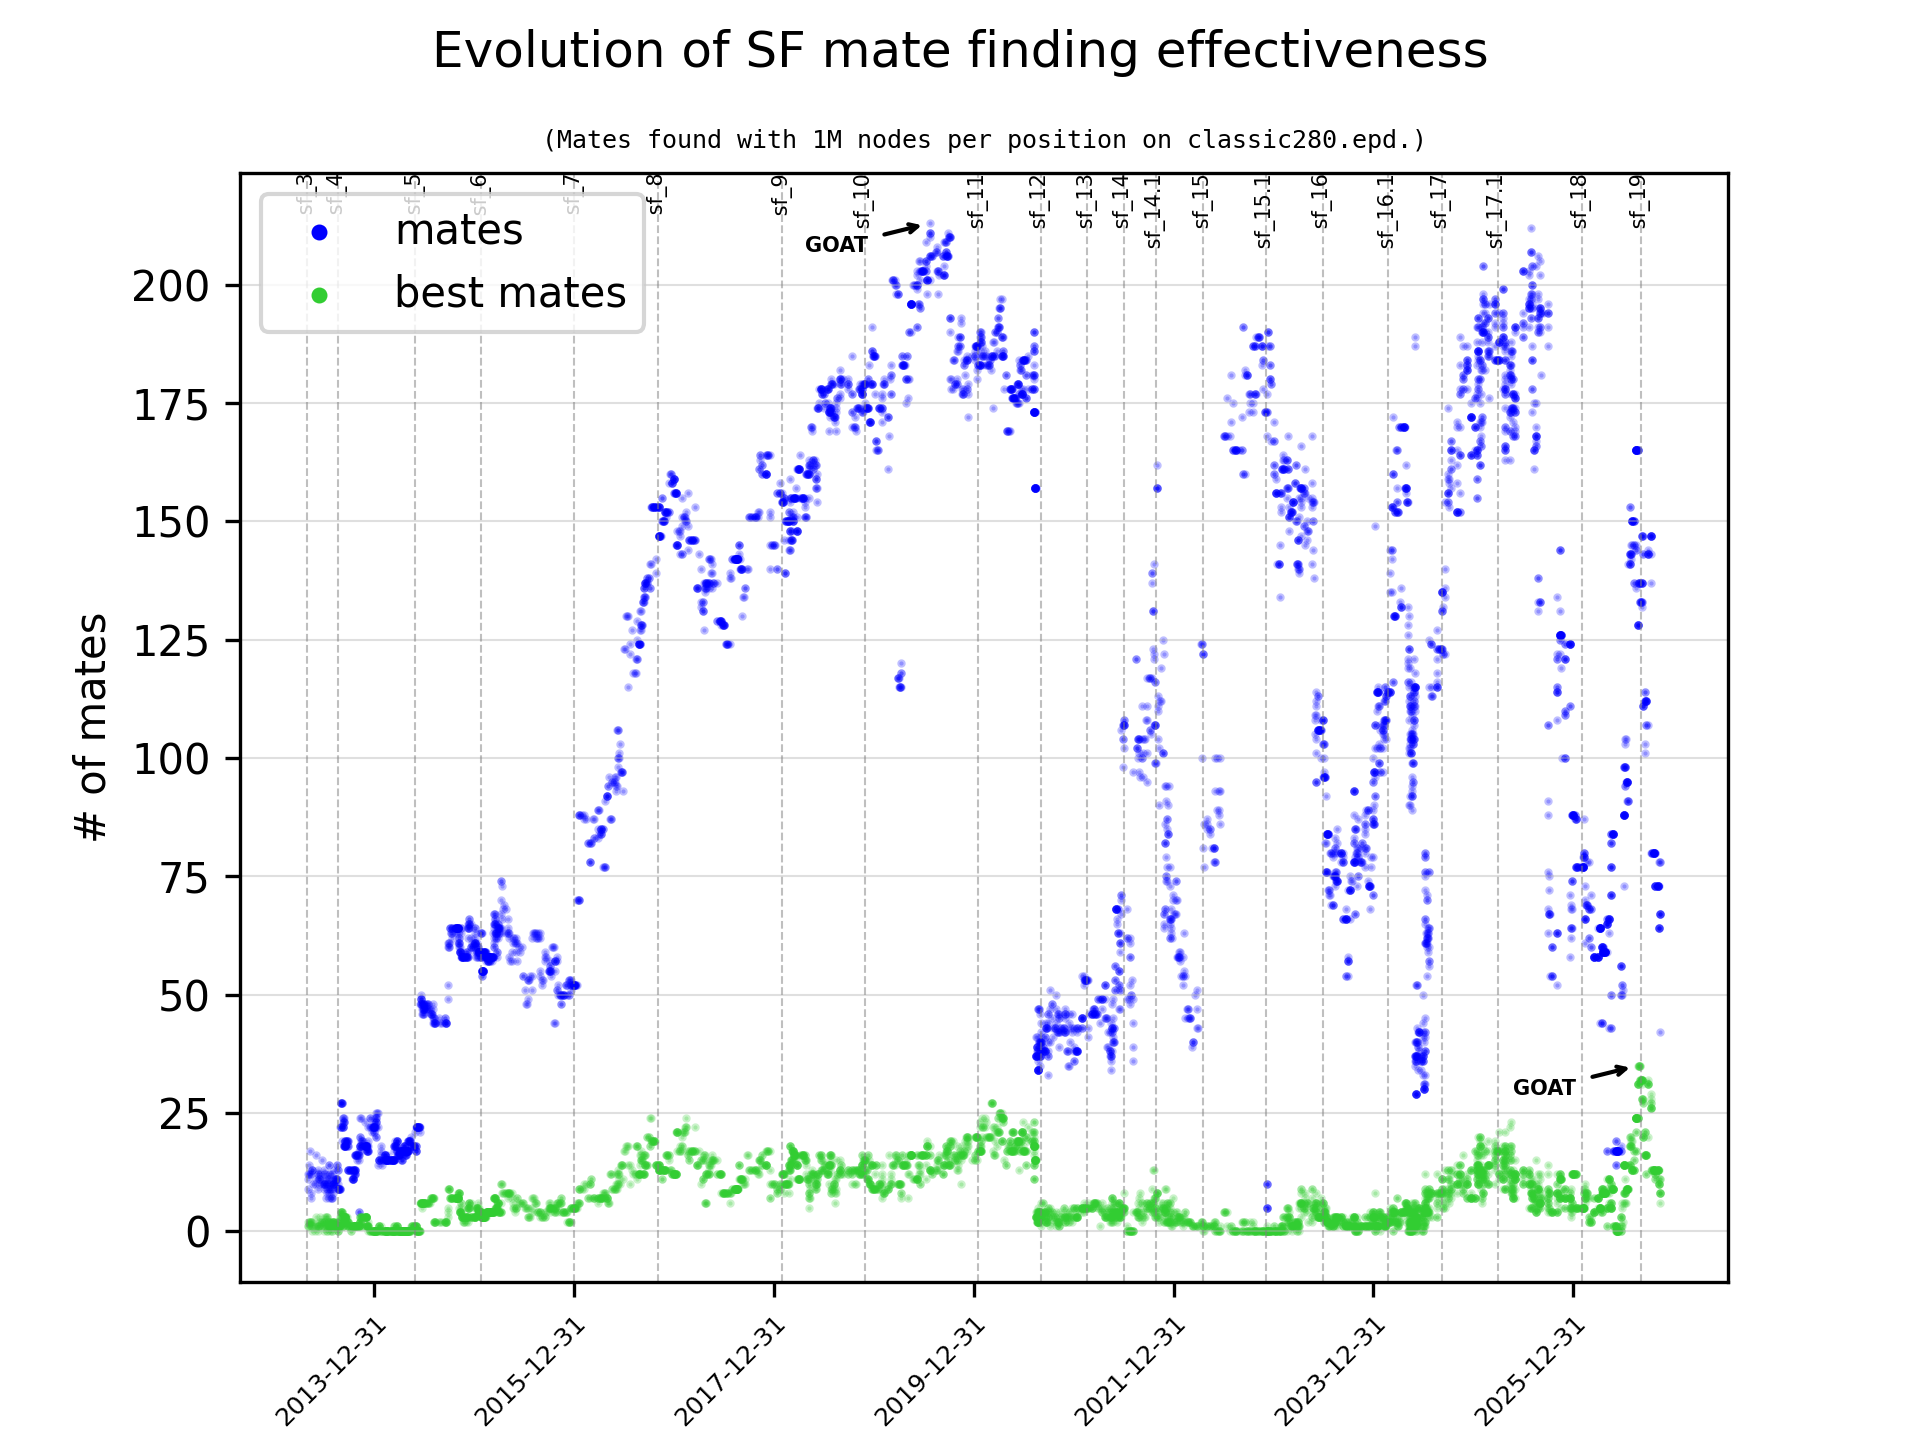 Evolution of SF mate finding effectiveness
(Mates found with 1M nodes per position on classic280.epd.)
sf_3
sf_4
sf_5
sf_6
sf_7
sf_8
sf_9
sf_10
sf_11
sf_12
sf_13
sf_14
sf_14.1
sf_15
sf_15.1
sf_16
sf_16.1
sf_17
sf_17.1
sf_18
sf_19
mates
best mates
GOAT
GOAT
# of mates
200
175
150
125
100
75
50
25
0
2013-12-31
2015-12-31
2017-12-31
2019-12-31
2021-12-31
2023-12-31
2025-12-31